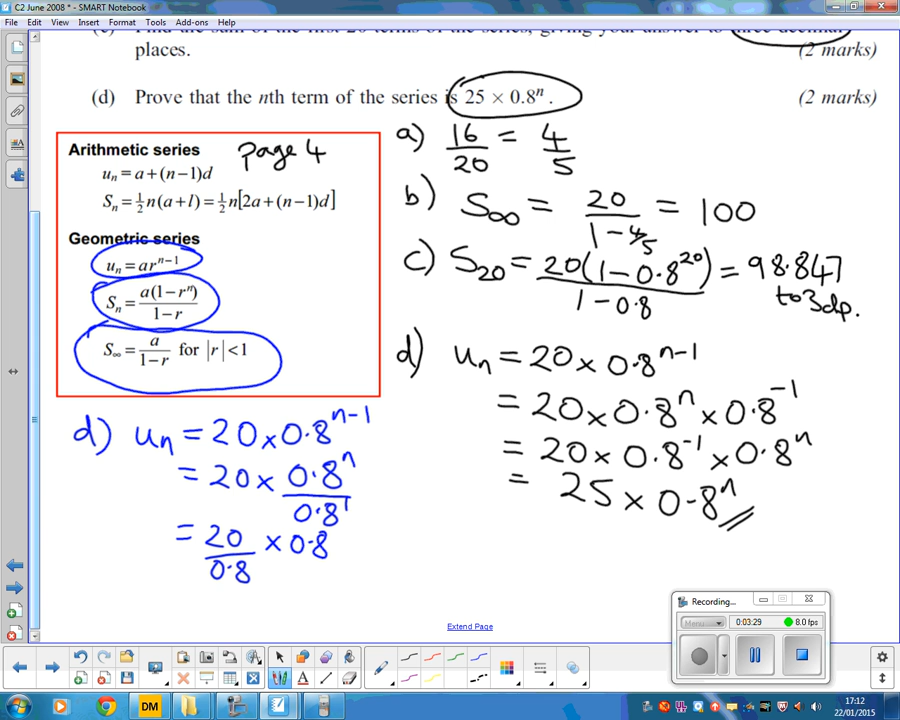 C2 June 2008 * - SMART Notebook
File Edit View Insert Format Tools Add-ons Help
places. (2 marks)
(d) Prove that the nth term of the series is 25 × 0.8ⁿ. (2 marks)
Arithmetic series page 4
uₙ = a + (n – 1)d
Sₙ = ½n(a + l) = ½n[2a + (n – 1)d]
Geometric series
uₙ = arⁿ⁻¹
Sₙ = a(1 – rⁿ)/1 – r
S∞ = a/1 – r for |r| < 1
a) 16/20 = 4/5
b) S∞ = 20/1 – 4/5 = 100
c) S₂₀ = 20(1 – 0.8²⁰)/1 – 0.8 = 98.847
to 3dp.
d) uₙ = 20 × 0.8ⁿ⁻¹
= 20 × 0.8ⁿ × 0.8⁻¹
= 20 × 0.8⁻¹ × 0.8ⁿ
= 25 × 0.8ⁿ
d) uₙ = 20 × 0.8ⁿ⁻¹
= 20 × 0.8ⁿ/0.8¹
= 20/0.8 × 0.8
Extend Page
Recording...
Menu 0:03:29 8.0 fps
DM
17:12
22/01/2015